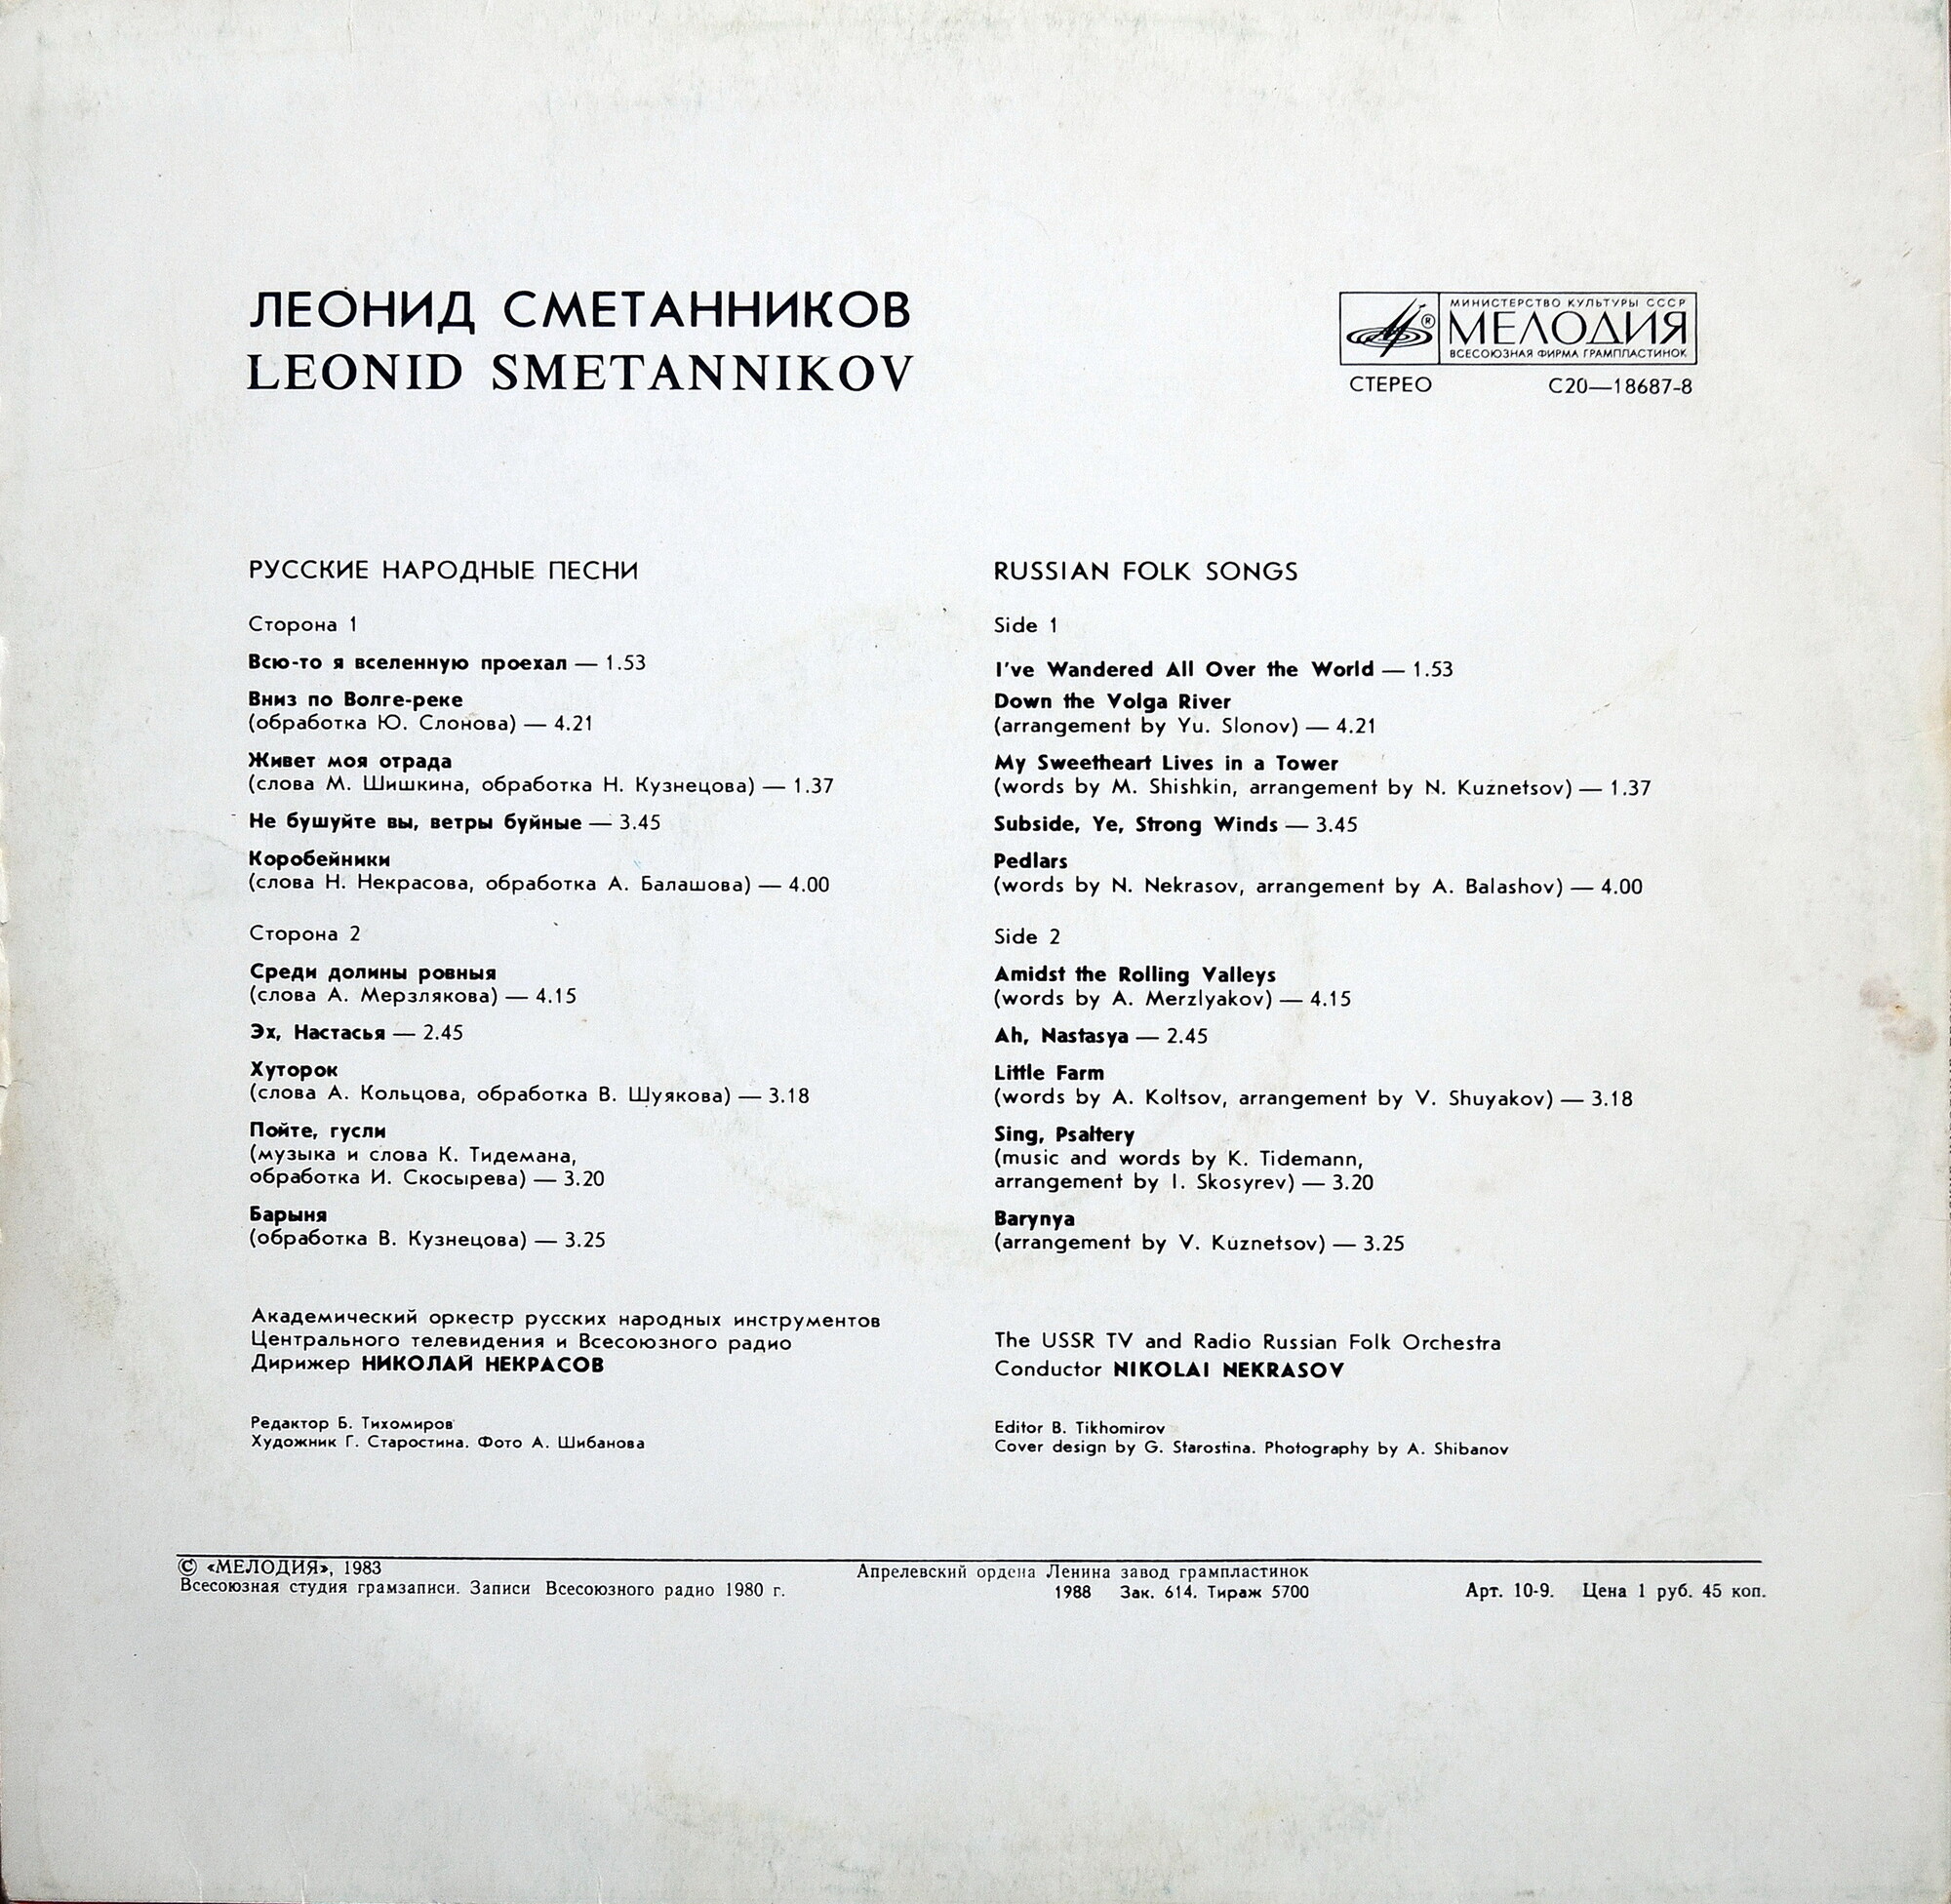 ЛЕОНИД СМЕТАННИКОВ
LEONID SMETANNIKOV
МИНИСТЕРСТВО КУЛЬТУРЫ СССР
® МЕЛОДИЯ
ВСЕСОЮЗНАЯ ФИРМА ГРАМПЛАСТИНОК
СТЕРЕО С20—18687-8
РУССКИЕ НАРОДНЫЕ ПЕСНИ
Сторона 1
Всю-то я вселенную проехал — 1.53
Вниз по Волге-реке
(обработка Ю. Слонова) — 4.21
Живет моя отрада
(слова М. Шишкина, обработка Н. Кузнецова) — 1.37
Не бушуйте вы, ветры буйные — 3.45
Коробейники
(слова Н. Некрасова, обработка А. Балашова) — 4.00
Сторона 2
Среди долины ровныя
(слова А. Мерзлякова) — 4.15
Эх, Настасья — 2.45
Хуторок
(слова А. Кольцова, обработка В. Шуякова) — 3.18
Пойте, гусли
(музыка и слова К. Тидемана,
обработка И. Скосырева) — 3.20
Барыня
(обработка В. Кузнецова) — 3.25
Академический оркестр русских народных инструментов
Центрального телевидения и Всесоюзного радио
Дирижер НИКОЛАЙ НЕКРАСОВ
Редактор Б. Тихомиров
Художник Г. Старостина. Фото А. Шибанова
RUSSIAN FOLK SONGS
Side 1
I've Wandered All Over the World — 1.53
Down the Volga River
(arrangement by Yu. Slonov) — 4.21
My Sweetheart Lives in a Tower
(words by M. Shishkin, arrangement by N. Kuznetsov) — 1.37
Subside, Ye, Strong Winds — 3.45
Pedlars
(words by N. Nekrasov, arrangement by A. Balashov) — 4.00
Side 2
Amidst the Rolling Valleys
(words by A. Merzlyakov) — 4.15
Ah, Nastasya — 2.45
Little Farm
(words by A. Koltsov, arrangement by V. Shuyakov) — 3.18
Sing, Psaltery
(music and words by K. Tidemann,
arrangement by I. Skosyrev) — 3.20
Barynya
(arrangement by V. Kuznetsov) — 3.25
The USSR TV and Radio Russian Folk Orchestra
Conductor NIKOLAI NEKRASOV
Editor B. Tikhomirov
Cover design by G. Starostina. Photography by A. Shibanov
© «МЕЛОДИЯ», 1983
Всесоюзная студия грамзаписи. Записи Всесоюзного радио 1980 г.
Апрелевский ордена Ленина завод грампластинок
1988 Зак. 614. Тираж 5700
Арт. 10-9. Цена 1 руб. 45 коп.